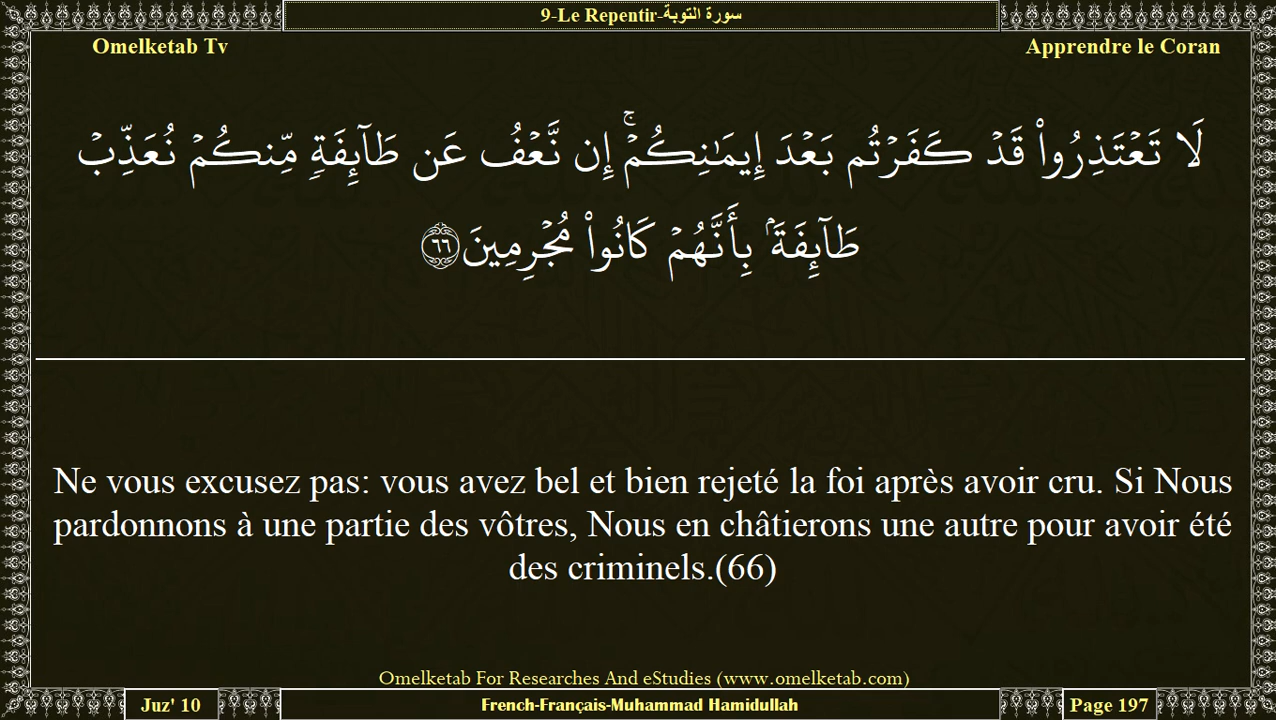 9-Le Repentir-سورة التوبة
Omelketab Tv
Apprendre le Coran
لَا تَعۡتَذِرُواْ قَدۡ كَفَرۡتُم بَعۡدَ إِيمَٰنِكُمۡۚ إِن نَّعۡفُ عَن طَآئِفَةٖ مِّنكُمۡ نُعَذِّبۡ
طَآئِفَةَۢ بِأَنَّهُمۡ كَانُواْ مُجۡرِمِينَ ٦٦
Ne vous excusez pas: vous avez bel et bien rejeté la foi après avoir cru. Si Nous
pardonnons à une partie des vôtres, Nous en châtierons une autre pour avoir été
des criminels.(66)
Omelketab For Researches And eStudies (www.omelketab.com)
Juz' 10
French-Français-Muhammad Hamidullah
Page 197